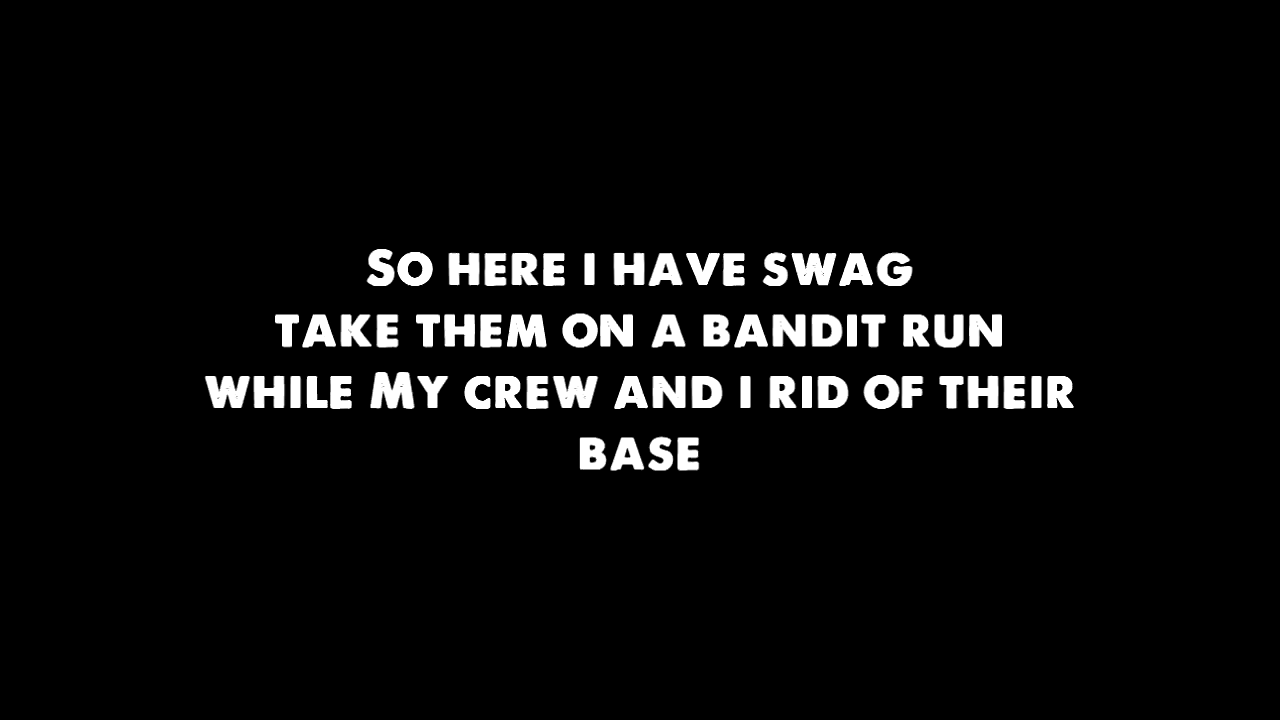 So here i have swag
take them on a bandit run
while My crew and i rid of their
base